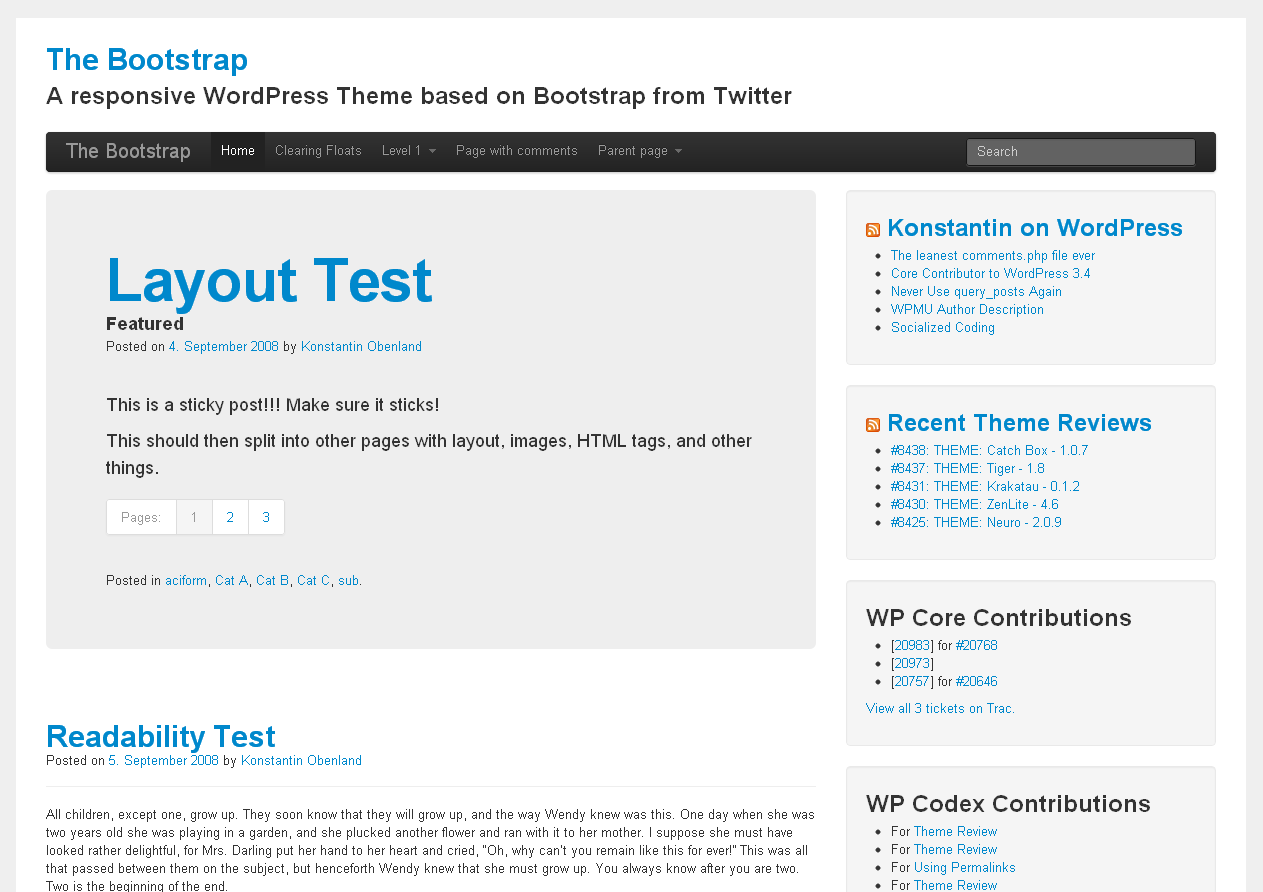 The Bootstrap
A responsive WordPress Theme based on Bootstrap from Twitter
The Bootstrap Home Clearing Floats Level 1 Page with comments Parent page Search
Layout Test
Featured
Posted on 4. September 2008 by Konstantin Obenland
This is a sticky post!!! Make sure it sticks!
This should then split into other pages with layout, images, HTML tags, and other
things.
Pages: 1 2 3
Posted in aciform, Cat A, Cat B, Cat C, sub.
Readability Test
Posted on 5. September 2008 by Konstantin Obenland
All children, except one, grow up. They soon know that they will grow up, and the way Wendy knew was this. One day when she was
two years old she was playing in a garden, and she plucked another flower and ran with it to her mother. I suppose she must have
looked rather delightful, for Mrs. Darling put her hand to her heart and cried, "Oh, why can't you remain like this for ever!" This was all
that passed between them on the subject, but henceforth Wendy knew that she must grow up. You always know after you are two.
Two is the beginning of the end.
Konstantin on WordPress
The leanest comments.php file ever
Core Contributor to WordPress 3.4
Never Use query_posts Again
WPMU Author Description
Socialized Coding
Recent Theme Reviews
#8438: THEME: Catch Box - 1.0.7
#8437: THEME: Tiger - 1.8
#8431: THEME: Krakatau - 0.1.2
#8430: THEME: ZenLite - 4.6
#8425: THEME: Neuro - 2.0.9
WP Core Contributions
[20983] for #20768
[20973]
[20757] for #20646
View all 3 tickets on Trac.
WP Codex Contributions
For Theme Review
For Theme Review
For Using Permalinks
For Theme Review